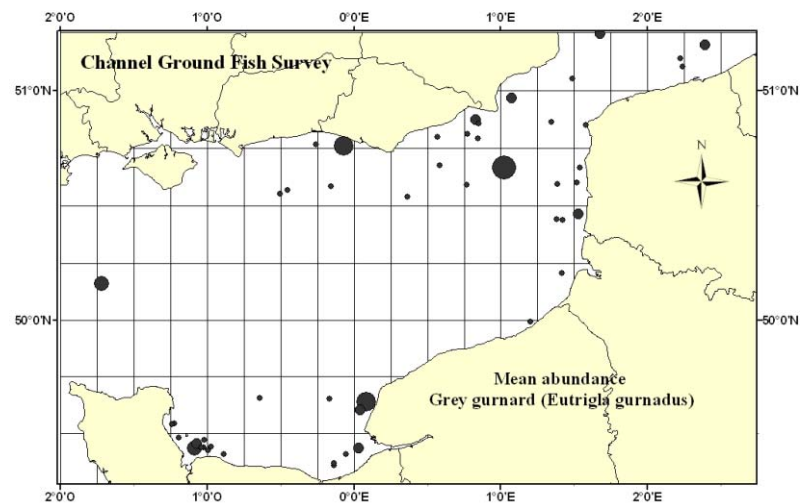 2°0'O 1°0'O 0°0'E 1°0'E 2°0'E
Channel Ground Fish Survey
51°0'N 51°0'N
N
50°0'N 50°0'N
Mean abundance
Grey gurnard (Eutrigla gurnadus)
2°0'O 1°0'O 0°0'E 1°0'E 2°0'E